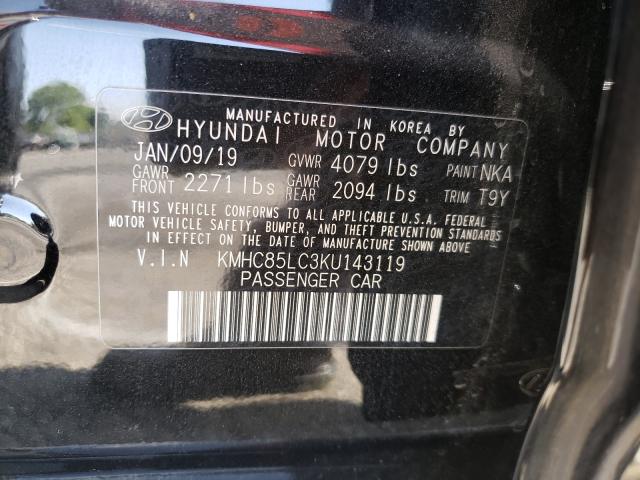 MANUFACTURED IN KOREA BY
HYUNDAI MOTOR COMPANY
JAN/09/19 GVWR 4079 lbs PAINT NKA
GAWR FRONT 2271 lbs GAWR REAR 2094 lbs TRIM T9Y
THIS VEHICLE CONFORMS TO ALL APPLICABLE U.S.A. FEDERAL
MOTOR VEHICLE SAFETY, BUMPER, AND THEFT PREVENTION STANDARDS
IN EFFECT ON THE DATE OF MANUFACTURE SHOWN ABOVE
V.I.N KMHC85LC3KU143119
PASSENGER CAR